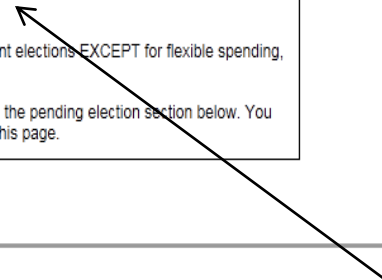 nt elections EXCEPT for flexible spending,
the pending election section below. You
his page.